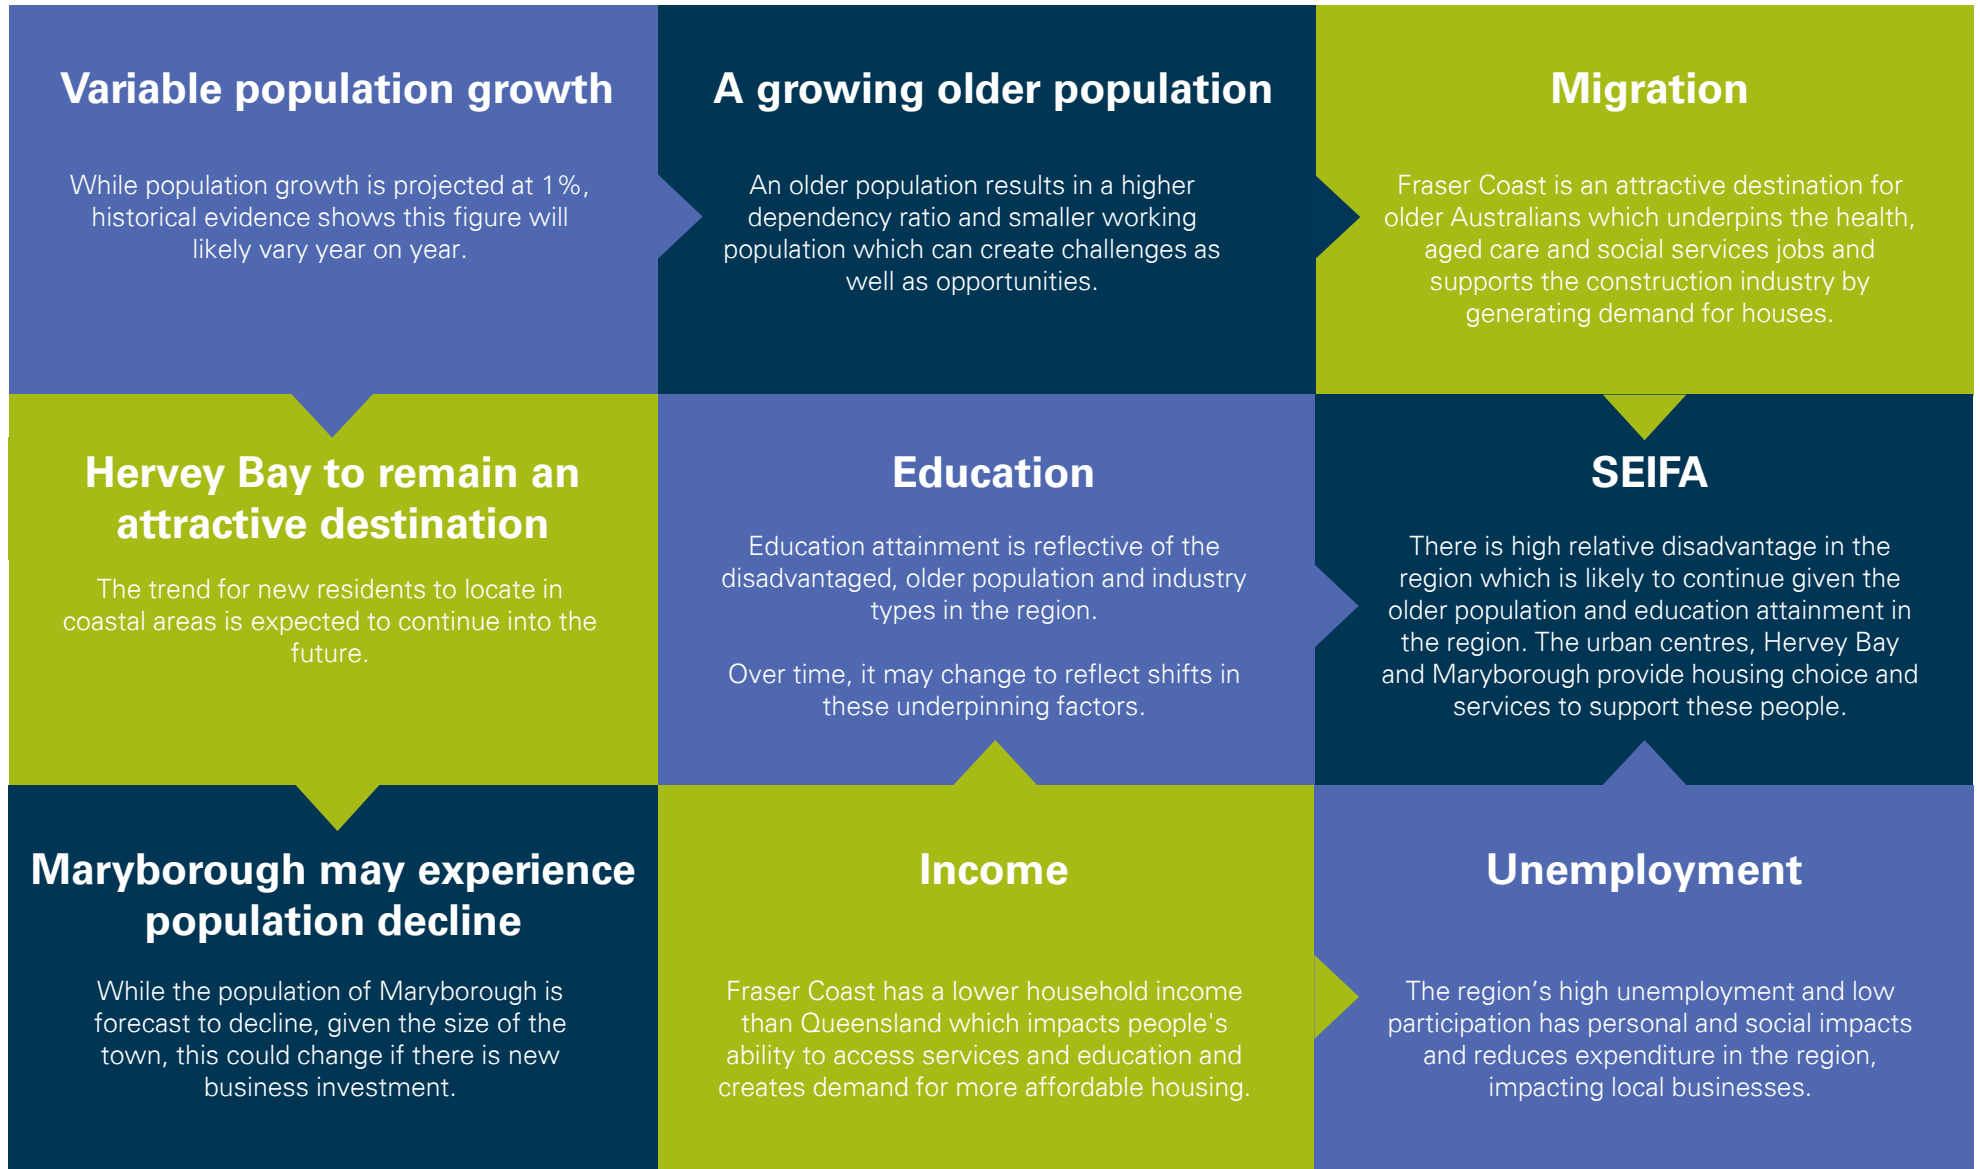 Variable population growth
While population growth is projected at 1%,
historical evidence shows this figure will
likely vary year on year.
A growing older population
An older population results in a higher
dependency ratio and smaller working
population which can create challenges as
well as opportunities.
Migration
Fraser Coast is an attractive destination for
older Australians which underpins the health,
aged care and social services jobs and
supports the construction industry by
generating demand for houses.
Hervey Bay to remain an
attractive destination
The trend for new residents to locate in
coastal areas is expected to continue into the
future.
Education
Education attainment is reflective of the
disadvantaged, older population and industry
types in the region.
Over time, it may change to reflect shifts in
these underpinning factors.
SEIFA
There is high relative disadvantage in the
region which is likely to continue given the
older population and education attainment in
the region. The urban centres, Hervey Bay
and Maryborough provide housing choice and
services to support these people.
Maryborough may experience
population decline
While the population of Maryborough is
forecast to decline, given the size of the
town, this could change if there is new
business investment.
Income
Fraser Coast has a lower household income
than Queensland which impacts people's
ability to access services and education and
creates demand for more affordable housing.
Unemployment
The region’s high unemployment and low
participation has personal and social impacts
and reduces expenditure in the region,
impacting local businesses.